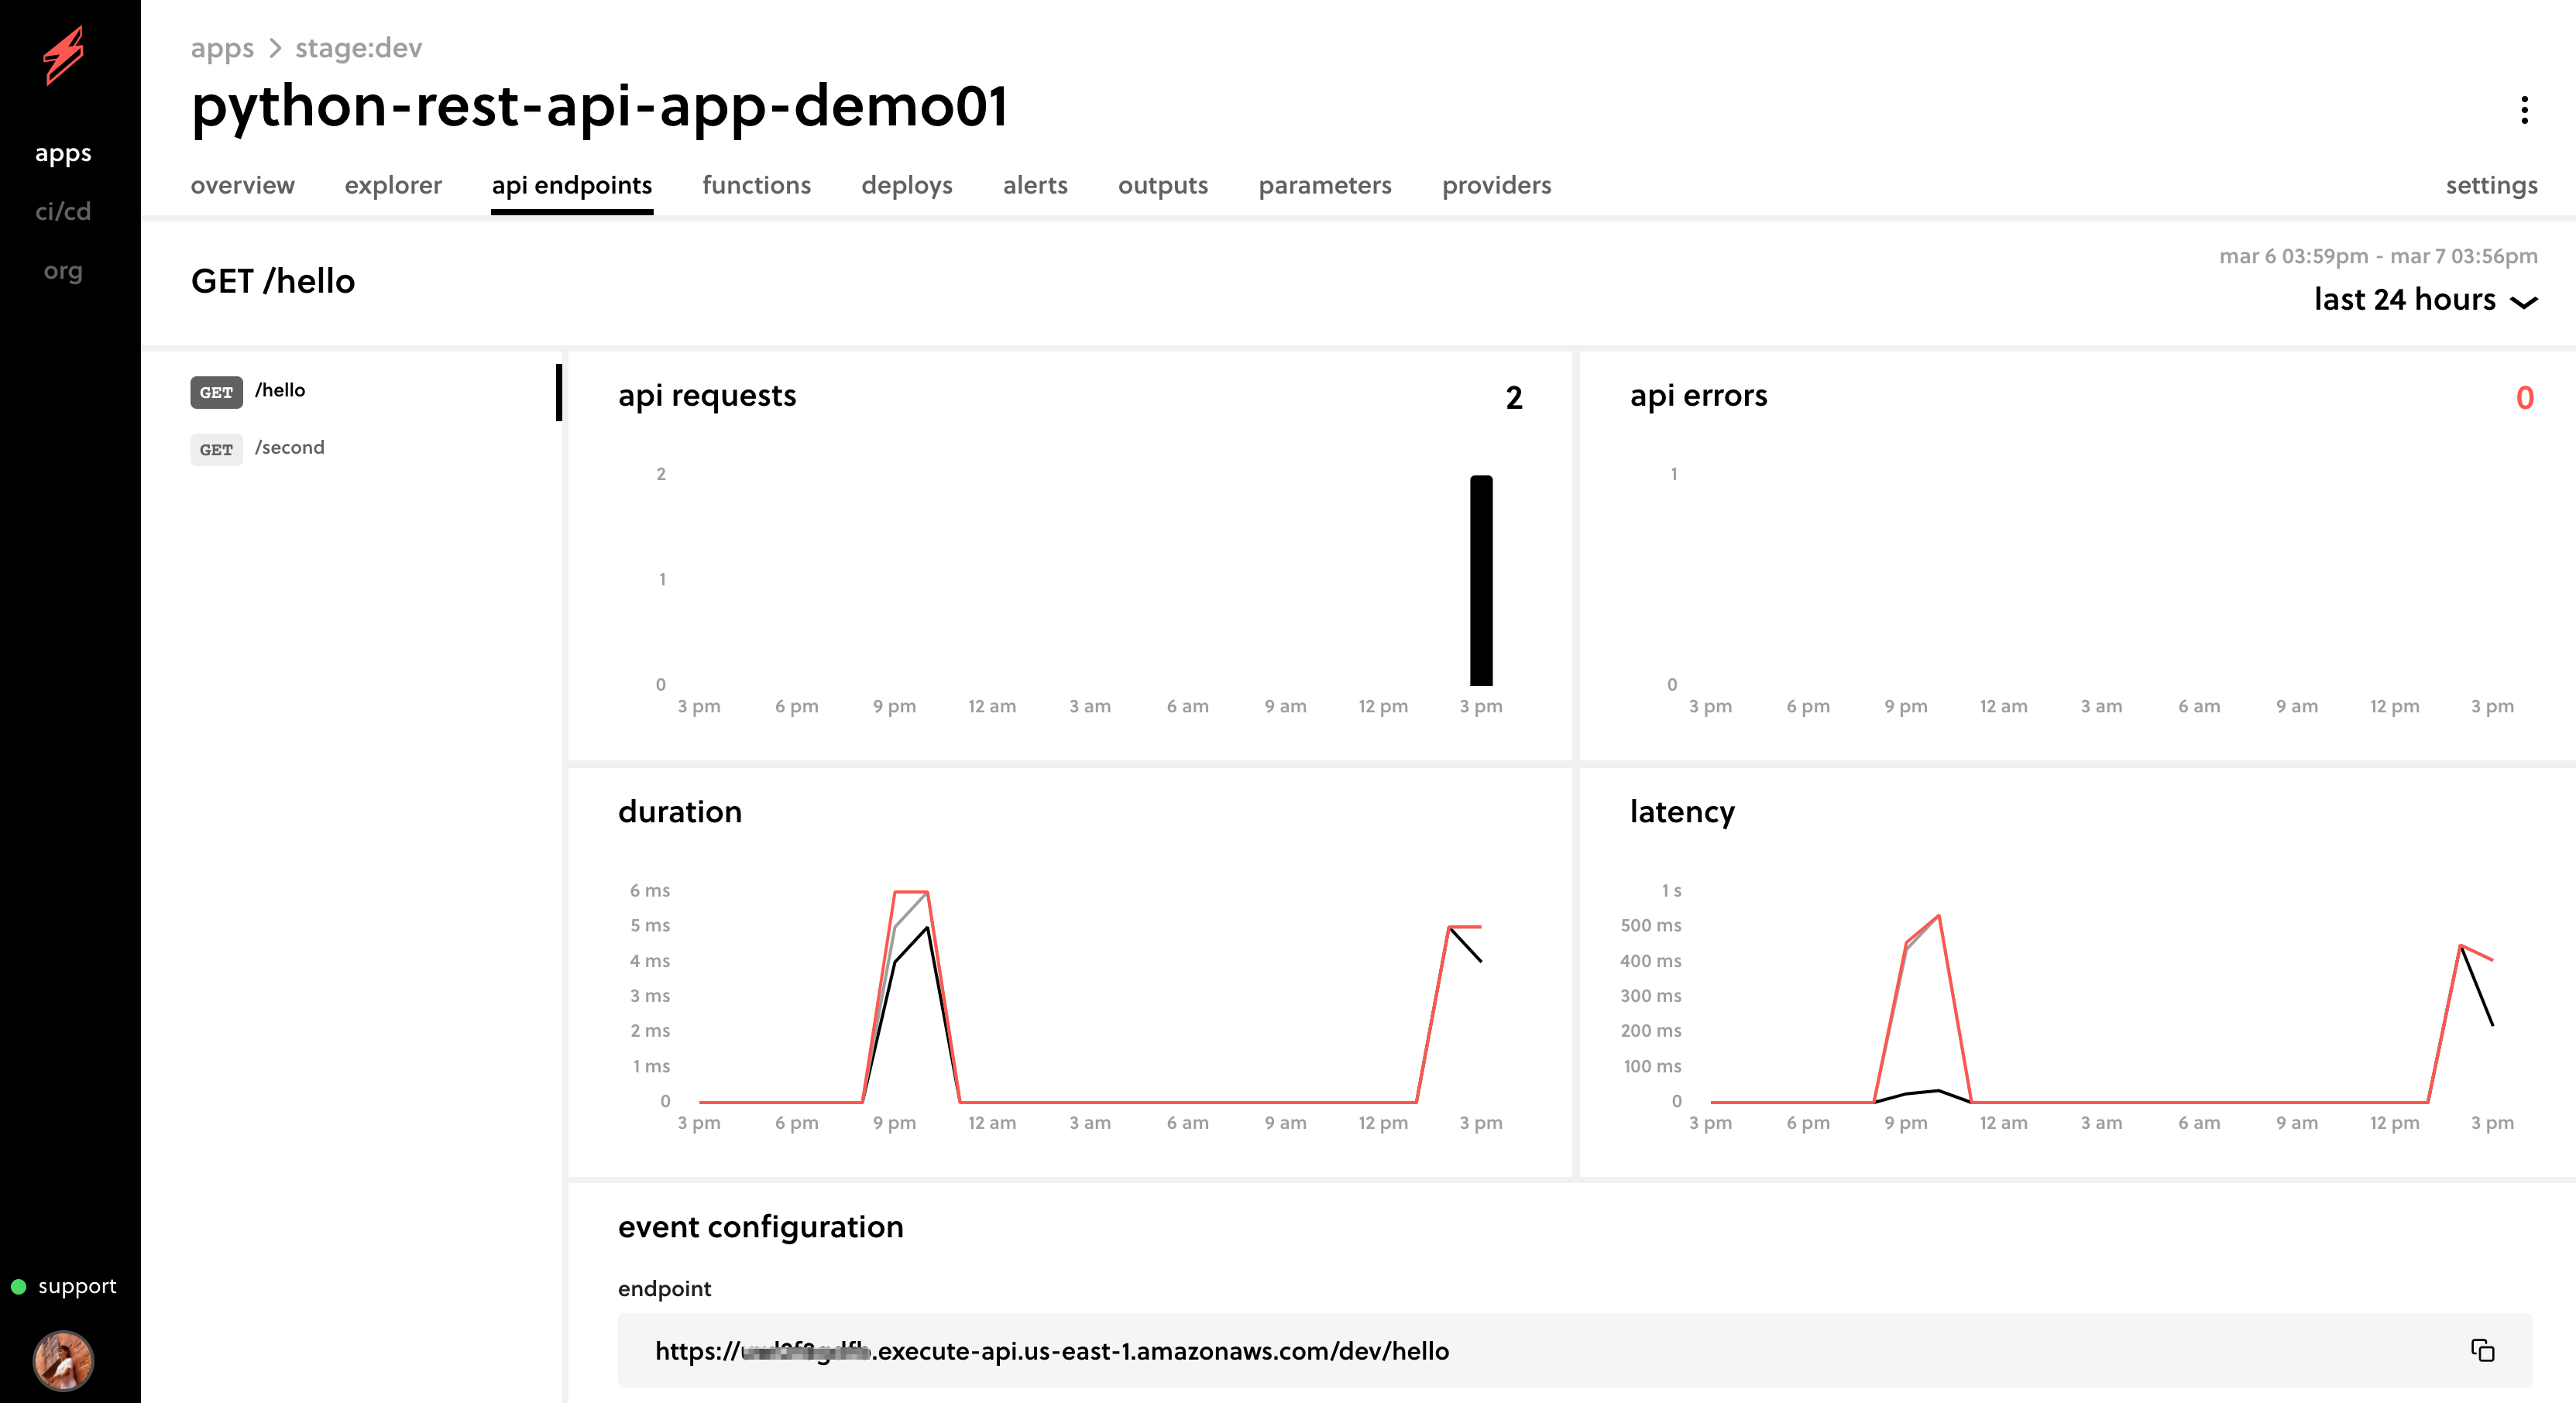 apps > stage:dev
python-rest-api-app-demo01
apps
ci/cd
org
overview explorer api endpoints functions deploys alerts outputs parameters providers settings
GET /hello
mar 6 03:59pm - mar 7 03:56pm
last 24 hours
GET /hello
GET /second
api requests 2
2
1
0
3 pm 6 pm 9 pm 12 am 3 am 6 am 9 am 12 pm 3 pm
api errors 0
1
0
3 pm 6 pm 9 pm 12 am 3 am 6 am 9 am 12 pm 3 pm
duration
6 ms
5 ms
4 ms
3 ms
2 ms
1 ms
0
3 pm 6 pm 9 pm 12 am 3 am 6 am 9 am 12 pm 3 pm
latency
1 s
500 ms
400 ms
300 ms
200 ms
100 ms
0
3 pm 6 pm 9 pm 12 am 3 am 6 am 9 am 12 pm 3 pm
event configuration
endpoint
https://.execute-api.us-east-1.amazonaws.com/dev/hello
support